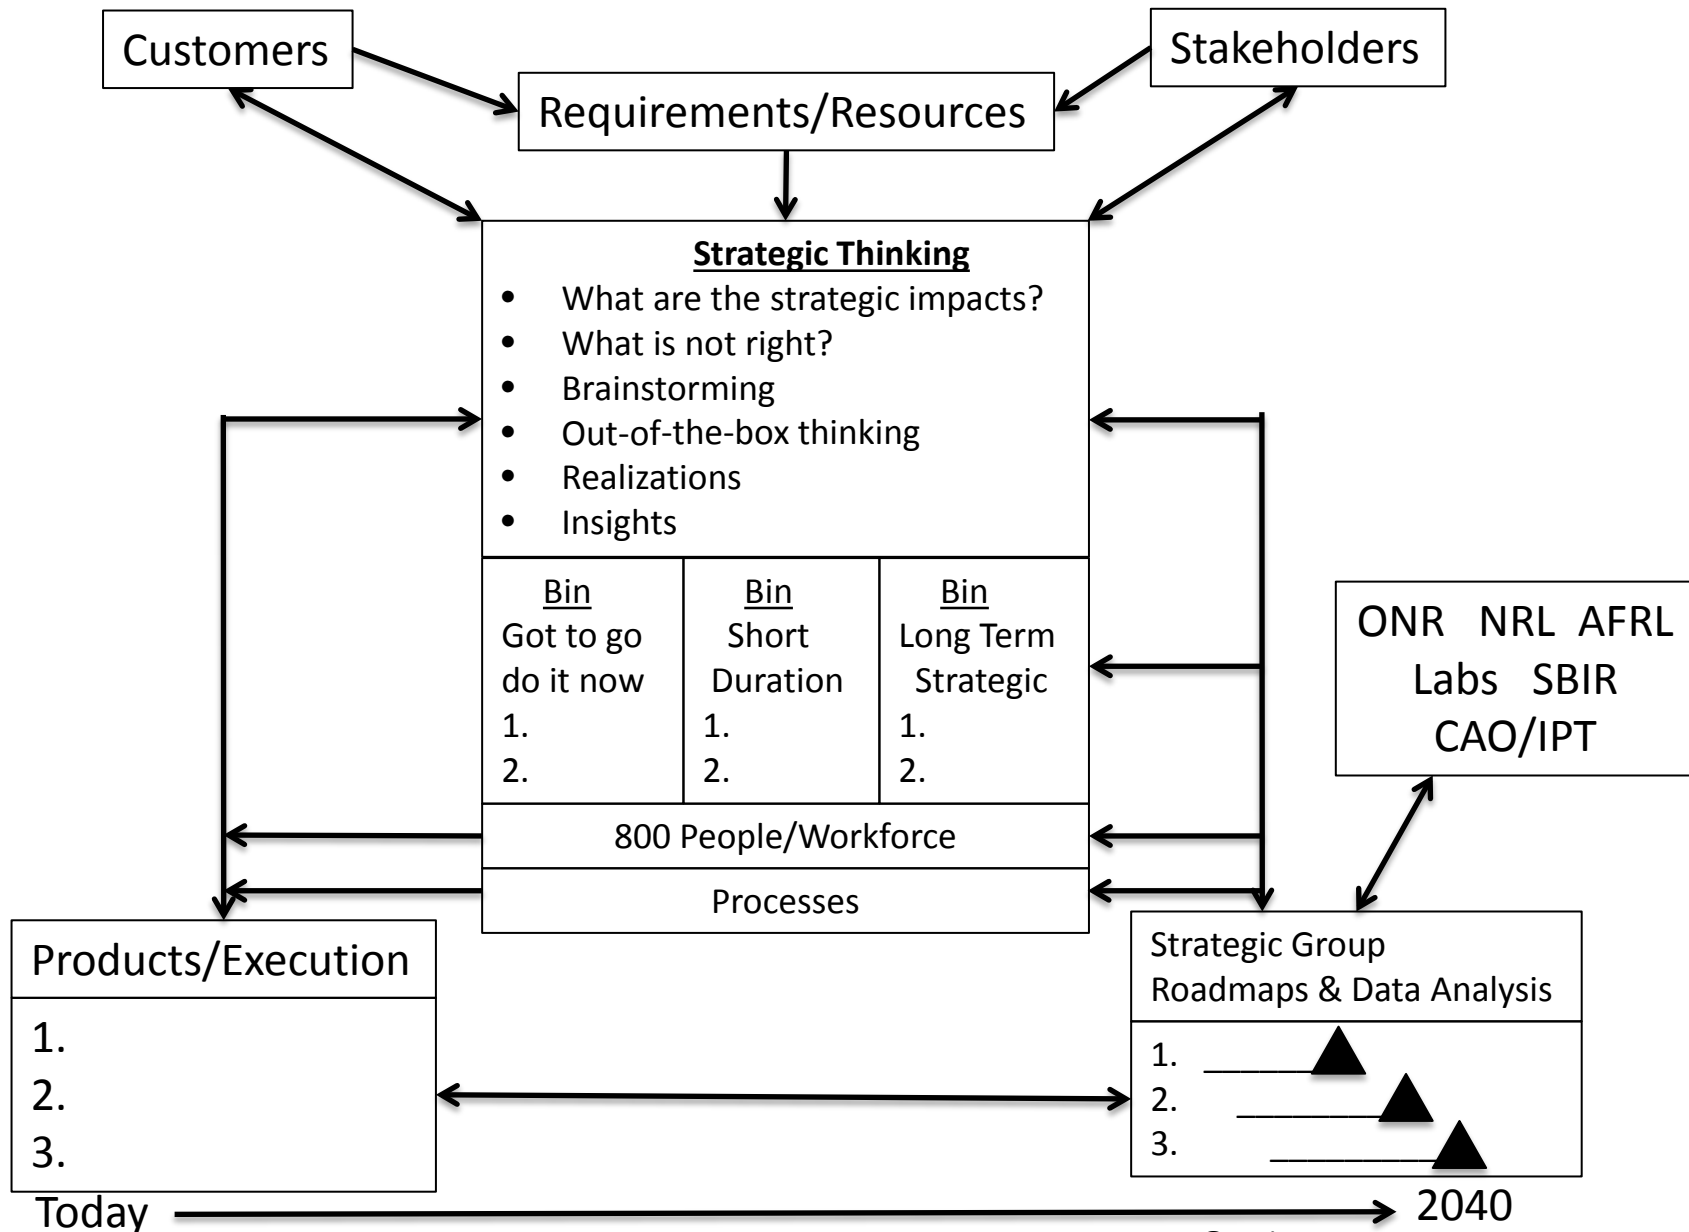 Customers
Stakeholders
Requirements/Resources
Strategic Thinking
• What are the strategic impacts?
• What is not right?
• Brainstorming
• Out-of-the-box thinking
• Realizations
• Insights
Bin
Got to go
do it now
1.
2.
Bin
Short
Duration
1.
2.
Bin
Long Term
Strategic
1.
2.
ONR NRL AFRL
Labs SBIR
CAO/IPT
800 People/Workforce
Processes
Products/Execution
1.
2.
3.
Strategic Group
Roadmaps & Data Analysis
1.
2.
3.
Today
2040